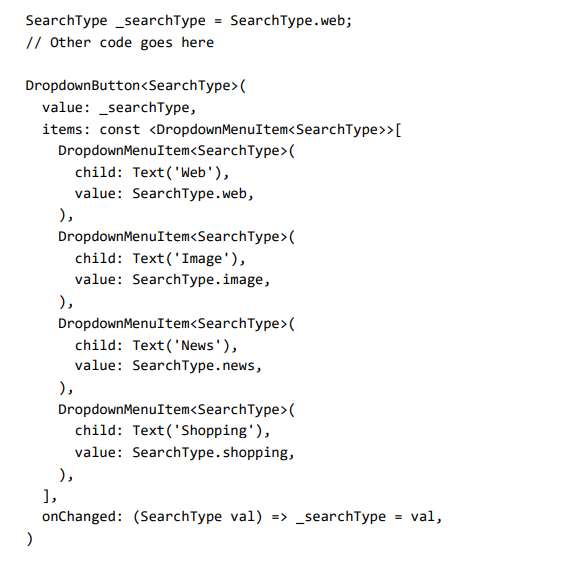 SearchType _searchType = SearchType.web;
// Other code goes here
DropdownButton<SearchType>(
  value: _searchType,
  items: const <DropdownMenuItem<SearchType>>[
    DropdownMenuItem<SearchType>(
      child: Text('Web'),
      value: SearchType.web,
    ),
    DropdownMenuItem<SearchType>(
      child: Text('Image'),
      value: SearchType.image,
    ),
    DropdownMenuItem<SearchType>(
      child: Text('News'),
      value: SearchType.news,
    ),
    DropdownMenuItem<SearchType>(
      child: Text('Shopping'),
      value: SearchType.shopping,
    ),
  ],
  onChanged: (SearchType val) => _searchType = val,
)